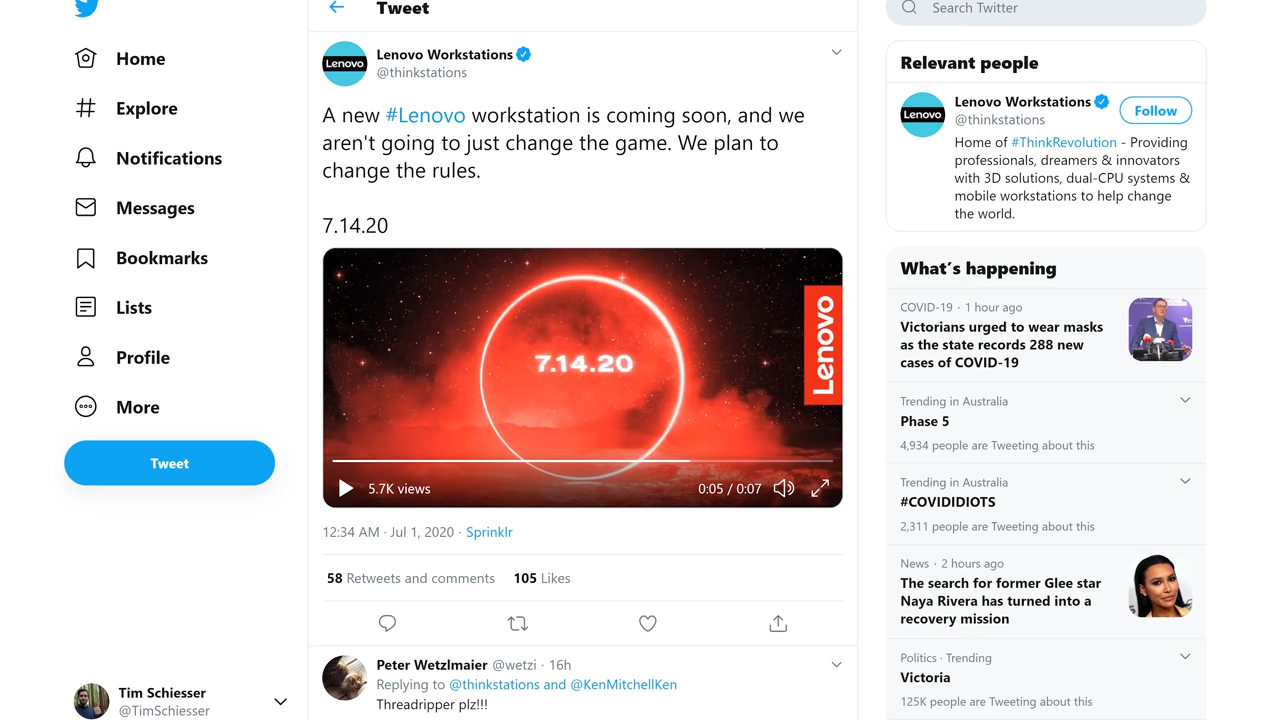 Home
Explore
Notifications
Messages
Bookmarks
Lists
Profile
More
Tweet
Tim Schiesser
@TimSchiesser
Tweet
Lenovo
Lenovo Workstations
@thinkstations
A new #Lenovo workstation is coming soon, and we
aren't going to just change the game. We plan to
change the rules.
7.14.20
7.14.20
Lenovo
5.7K views
0:05 / 0:07
12:34 AM · Jul 1, 2020 · Sprinklr
58 Retweets and comments 105 Likes
Peter Wetzlmaier @wetzi · 16h
Replying to @thinkstations and @KenMitchellKen
Threadripper plz!!!
Search Twitter
Relevant people
Lenovo
Lenovo Workstations
@thinkstations
Follow
Home of #ThinkRevolution - Providing
professionals, dreamers & innovators
with 3D solutions, dual-CPU systems &
mobile workstations to help change
the world.
What's happening
COVID-19 · 1 hour ago
Victorians urged to wear masks
as the state records 288 new
cases of COVID-19
Trending in Australia
Phase 5
4,934 people are Tweeting about this
Trending in Australia
#COVIDIDIOTS
2,311 people are Tweeting about this
News · 2 hours ago
The search for former Glee star
Naya Rivera has turned into a
recovery mission
Politics · Trending
Victoria
125K people are Tweeting about this